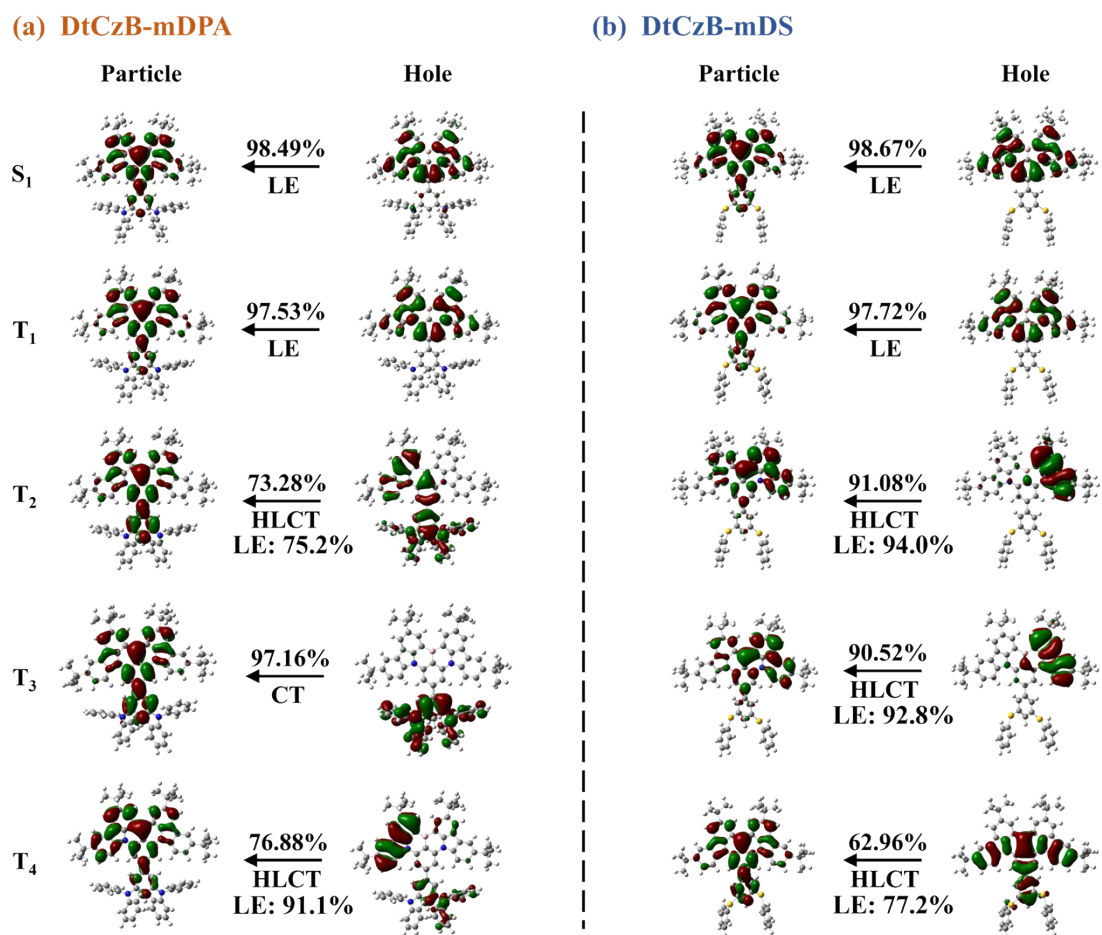 (a) DtCzB-mDPA
(b) DtCzB-mDS
Particle
Hole
Particle
Hole
S1
98.49%
LE
98.67%
LE
T1
97.53%
LE
97.72%
LE
T2
73.28%
HLCT
LE: 75.2%
91.08%
HLCT
LE: 94.0%
T3
97.16%
CT
90.52%
HLCT
LE: 92.8%
T4
76.88%
HLCT
LE: 91.1%
62.96%
HLCT
LE: 77.2%